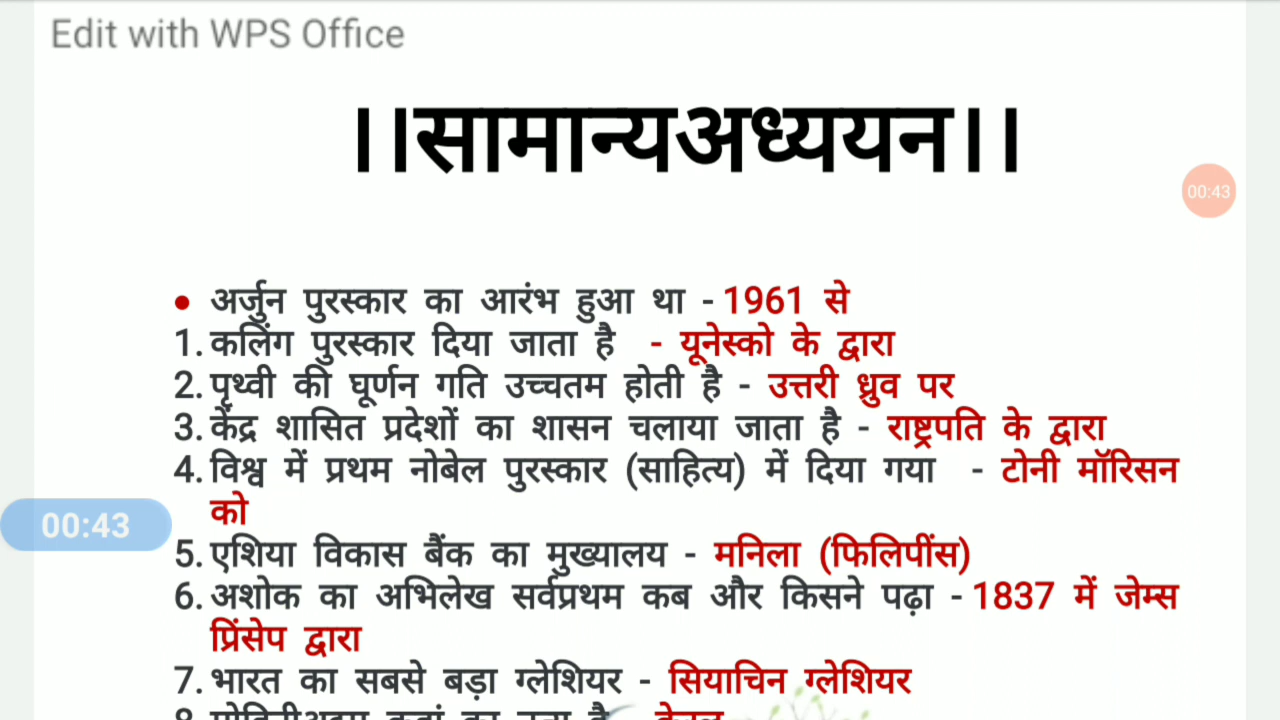 Edit with WPS Office
।।सामान्यअध्ययन।।
00:43
• अर्जुन पुरस्कार का आरंभ हुआ था - 1961 से
1. कलिंग पुरस्कार दिया जाता है - यूनेस्को के द्वारा
2. पृथ्वी की घूर्णन गति उच्चतम होती है - उत्तरी ध्रुव पर
3. केंद्र शासित प्रदेशों का शासन चलाया जाता है - राष्ट्रपति के द्वारा
4. विश्व में प्रथम नोबेल पुरस्कार (साहित्य) में दिया गया - टोनी मॉरिसन
को
00:43
5. एशिया विकास बैंक का मुख्यालय - मनिला (फिलिपींस)
6. अशोक का अभिलेख सर्वप्रथम कब और किसने पढ़ा - 1837 में जेम्स
प्रिंसेप द्वारा
7. भारत का सबसे बड़ा ग्लेशियर - सियाचिन ग्लेशियर